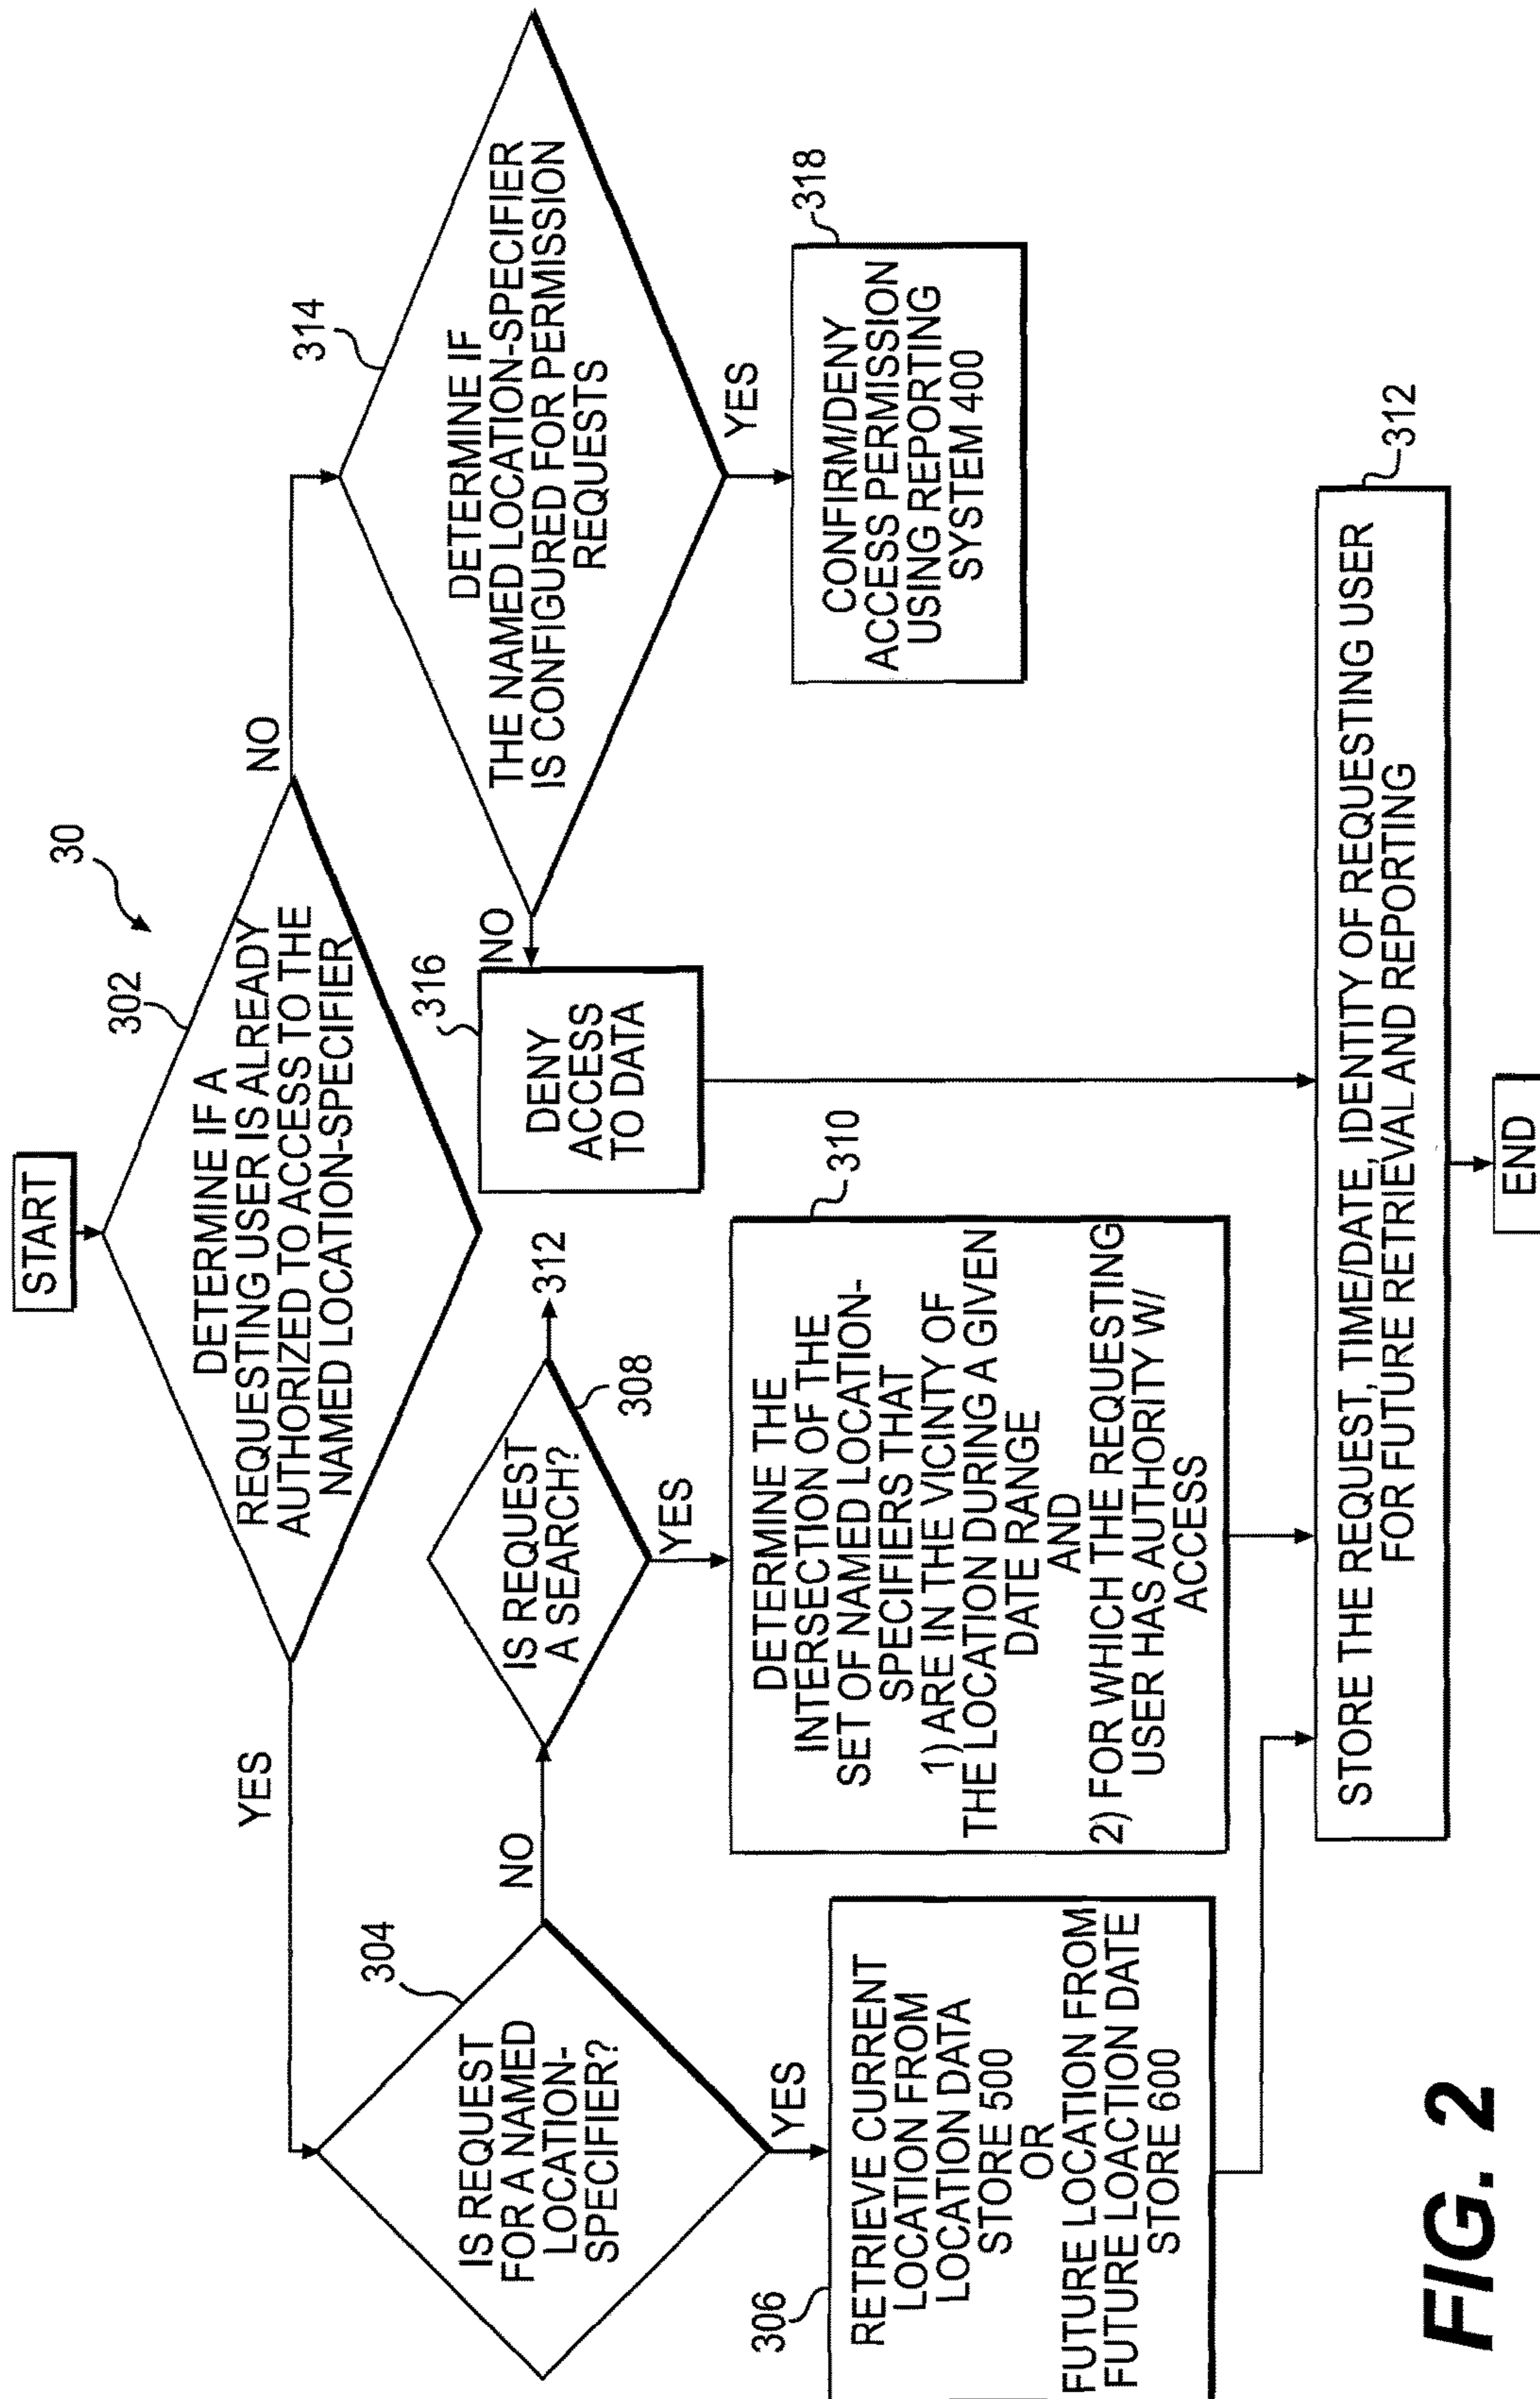 START
30
302
DETERMINE IF A
REQUESTING USER IS ALREADY
AUTHORIZED TO ACCESS TO THE
NAMED LOCATION-SPECIFIER
YES
NO
304
IS REQUEST
FOR A NAMED
LOCATION-
SPECIFIER?
NO
YES
IS REQUEST
A SEARCH?
308
312
YES
314
DETERMINE IF
THE NAMED LOCATION-SPECIFIER
IS CONFIGURED FOR PERMISSION
REQUESTS
NO
YES
316
DENY
ACCESS
TO DATA
318
CONFIRM/DENY
ACCESS PERMISSION
USING REPORTING
SYSTEM 400
306
RETRIEVE CURRENT
LOCATION FROM
LOCATION DATA
STORE 500
OR
FUTURE LOCATION FROM
FUTURE LOACTION DATE
STORE 600
310
DETERMINE THE
INTERSECTION OF THE
SET OF NAMED LOCATION-
SPECIFIERS THAT
1) ARE IN THE VICINTY OF
THE LOCATION DURING A GIVEN
DATE RANGE
AND
2) FOR WHICH THE REQUESTING
USER HAS AUTHORITY W/
ACCESS
312
STORE THE REQUEST, TIME/DATE, IDENTITY OF REQUESTING USER
FOR FUTURE RETRIEVAL AND REPORTING
END
FIG. 2